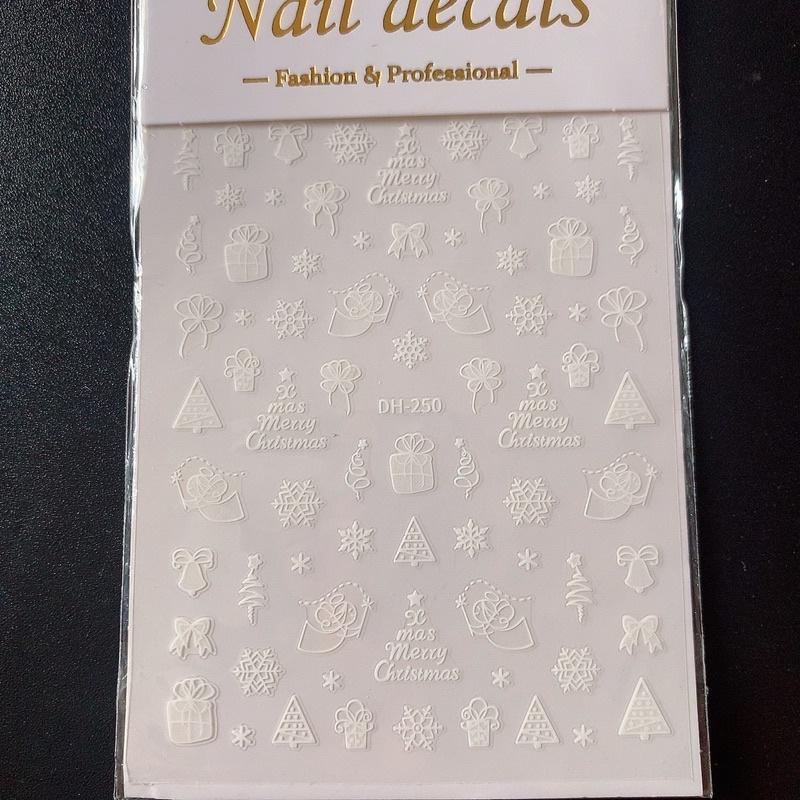 Nail decals
— Fashion & Professional —
X
mas
Merry
Christmas
X
mas
Merry
Christmas
DH-250
X
mas
Merry
Christmas
X
mas
Merry
Christmas